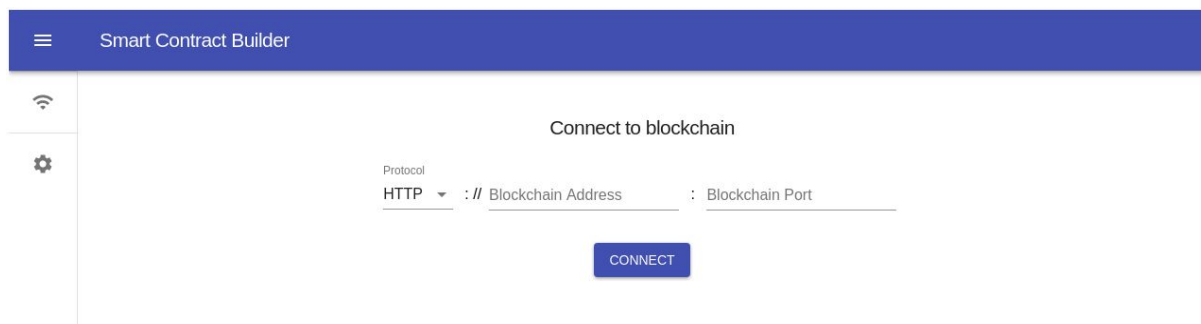 Smart Contract Builder
Connect to blockchain
Protocol
HTTP : // Blockchain Address : Blockchain Port
CONNECT